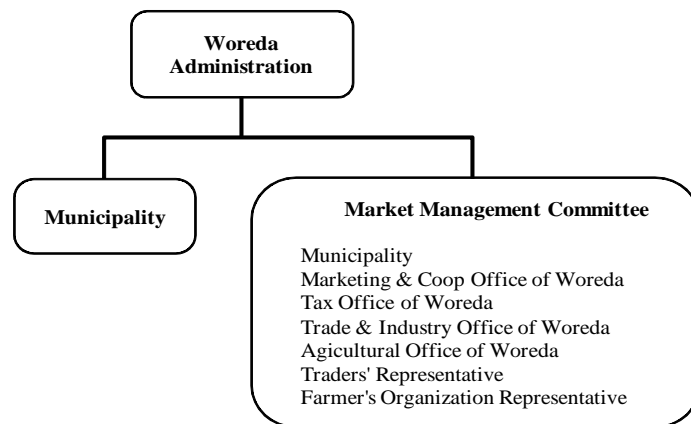 Woreda
Administration
Municipality
Market Management Committee
Municipality
Marketing & Coop Office of Woreda
Tax Office of Woreda
Trade & Industry Office of Woreda
Agicultural Office of Woreda
Traders' Representative
Farmer's Organization Representative